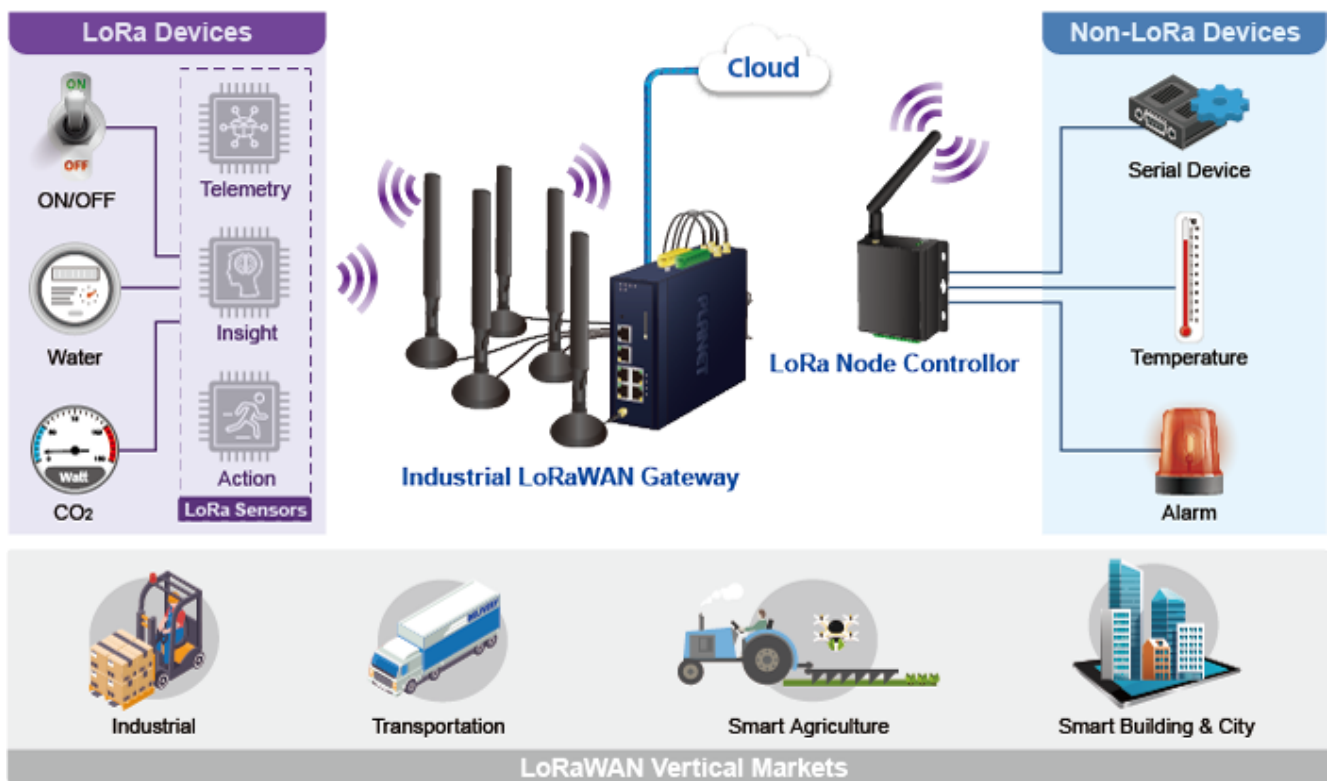 LoRa Devices
ON
OFF
ON/OFF
Water
Watt
CO₂
Telemetry
Insight
Action
LoRa Sensors
Cloud
PLANET
Industrial LoRaWAN Gateway
LoRa Node Controllor
Non-LoRa Devices
Serial Device
Temperature
Alarm
DELIVERY
Industrial
Transportation
Smart Agriculture
Smart Building & City
LoRaWAN Vertical Markets